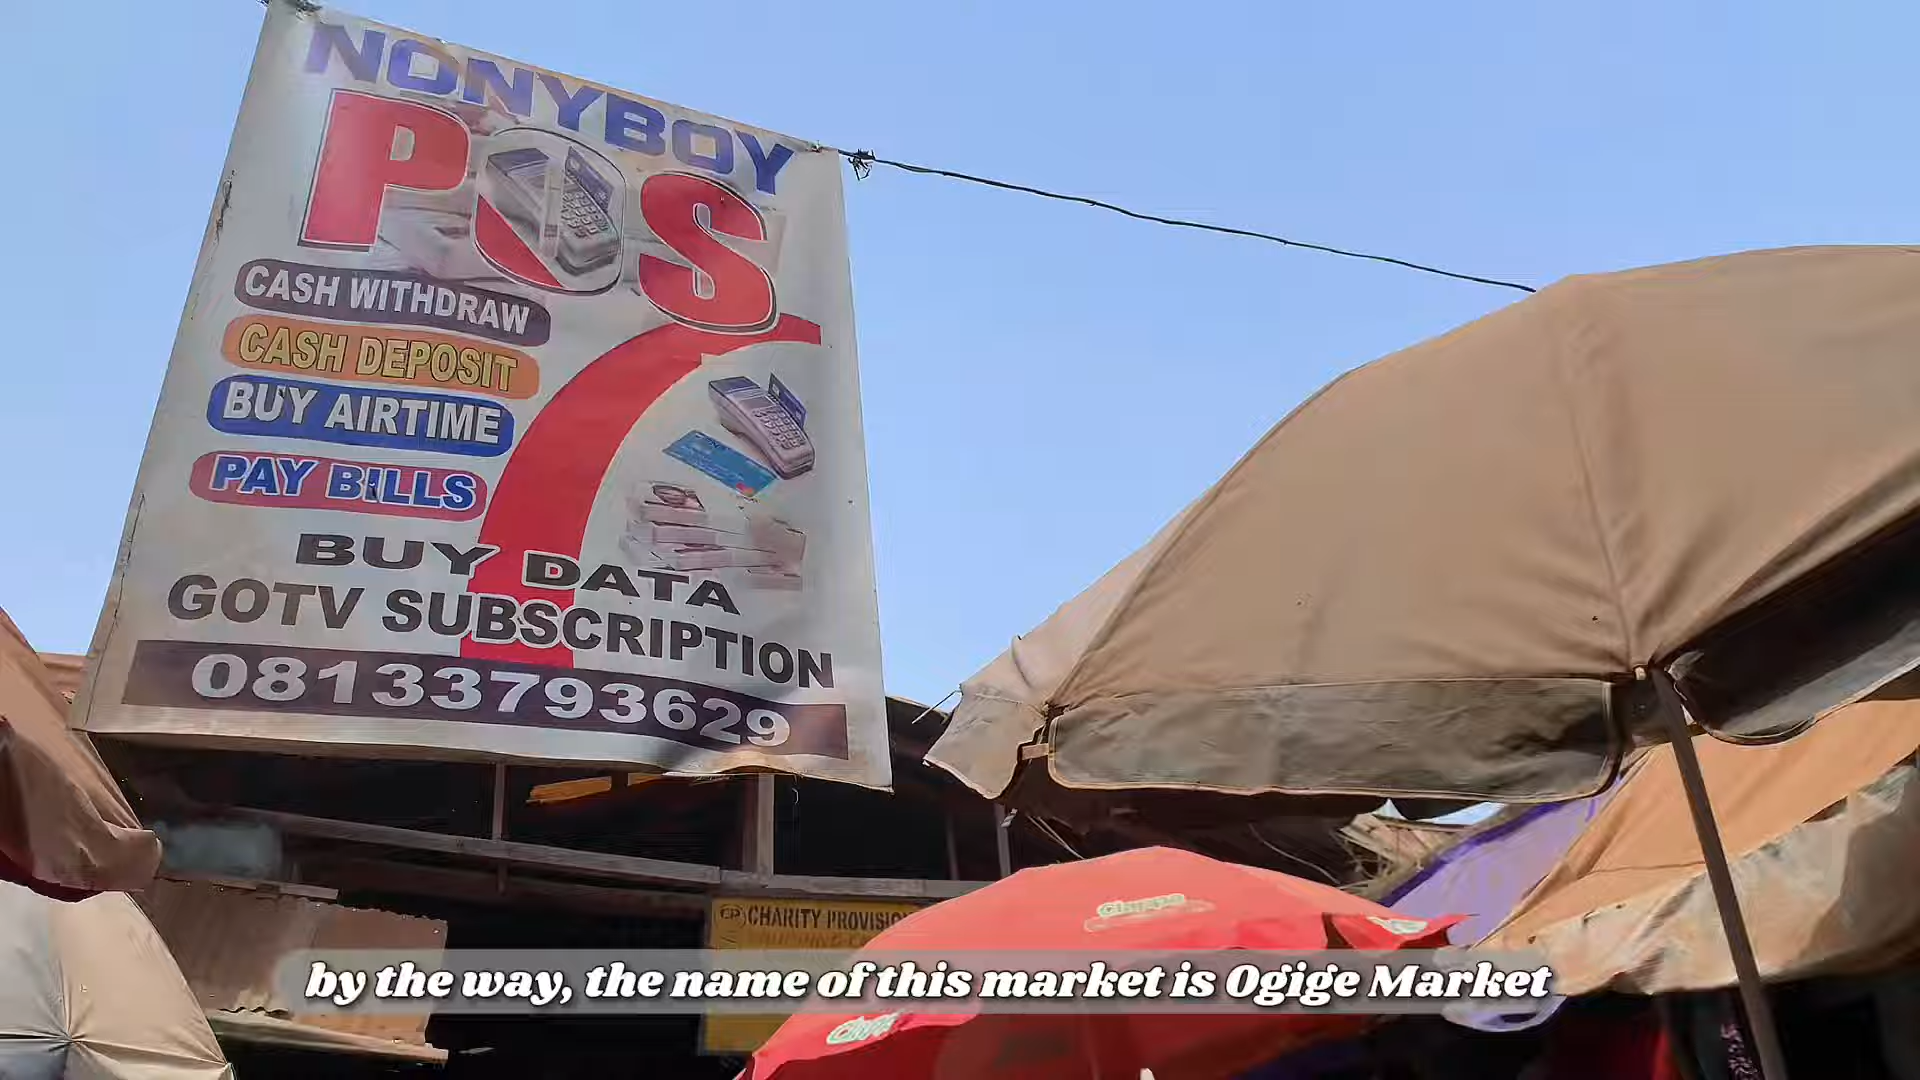 NONYBOY
POS
CASH WITHDRAW
CASH DEPOSIT
BUY AIRTIME
PAY BILLS
BUY DATA
GOTV SUBSCRIPTION
08133793629
CP CHARITY PROVISION
by the way, the name of this market is Ogige Market